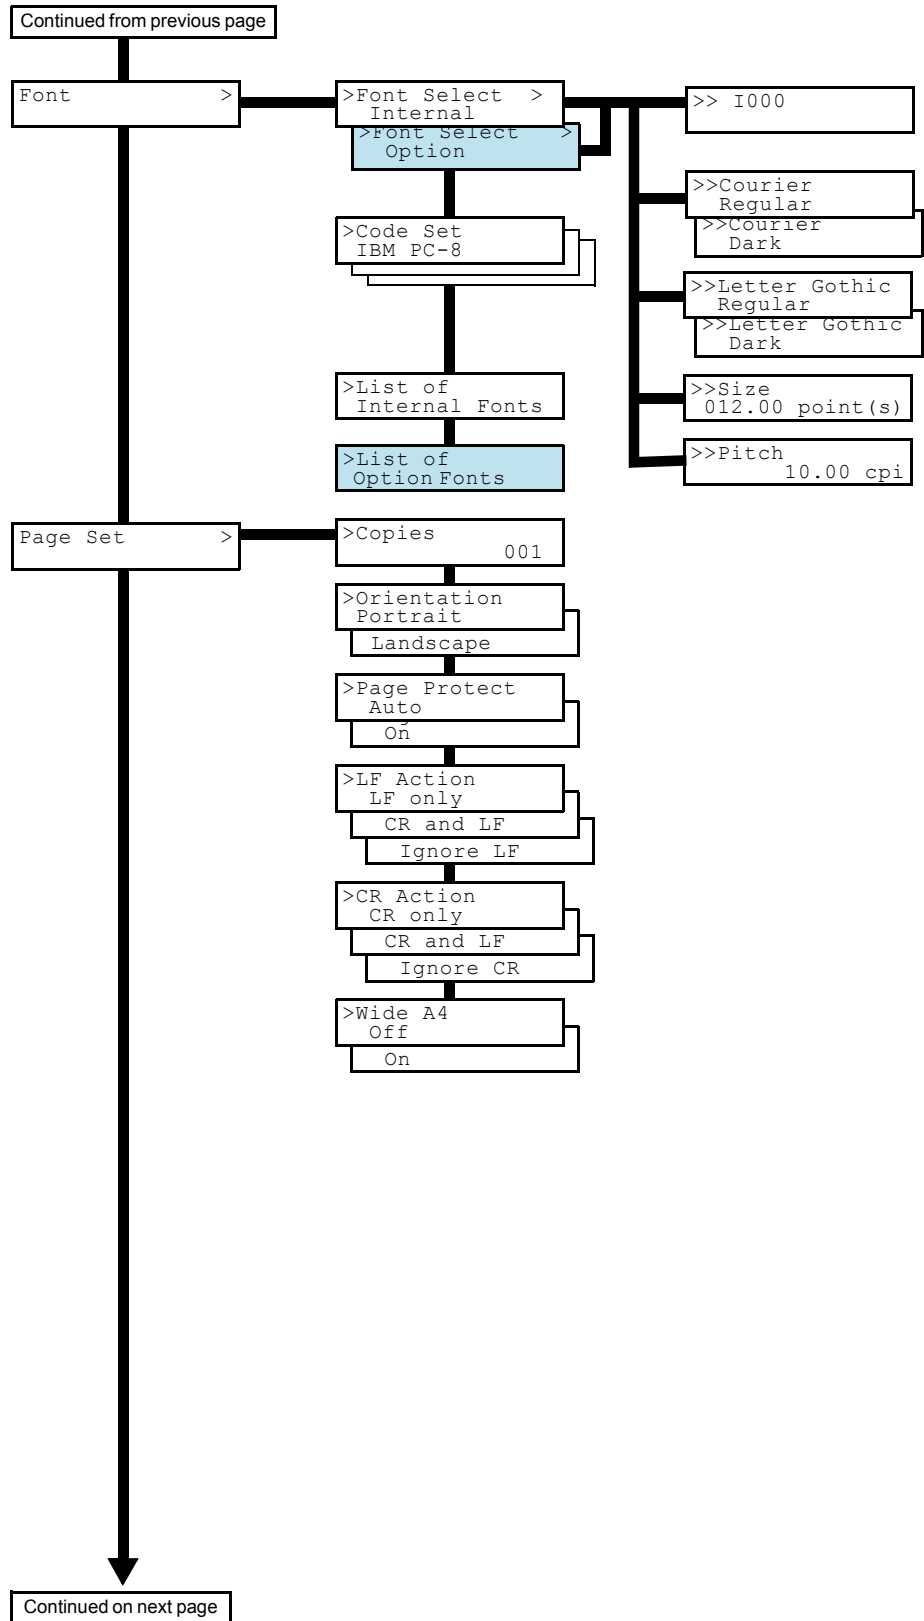 Continued from previous page
Font >
>Font Select >
Internal
>Font Select >
Option
>Code Set
IBM PC-8
>List of
Internal Fonts
>List of
Option Fonts
>> I000
>>Courier
Regular
>>Courier
Dark
>>Letter Gothic
Regular
>>Letter Gothic
Dark
>>Size
012.00 point(s)
>>Pitch
10.00 cpi
Page Set >
>Copies
001
>Orientation
Portrait
Landscape
>Page Protect
Auto
On
>LF Action
LF only
CR and LF
Ignore LF
>CR Action
CR only
CR and LF
Ignore CR
>Wide A4
Off
On
Continued on next page